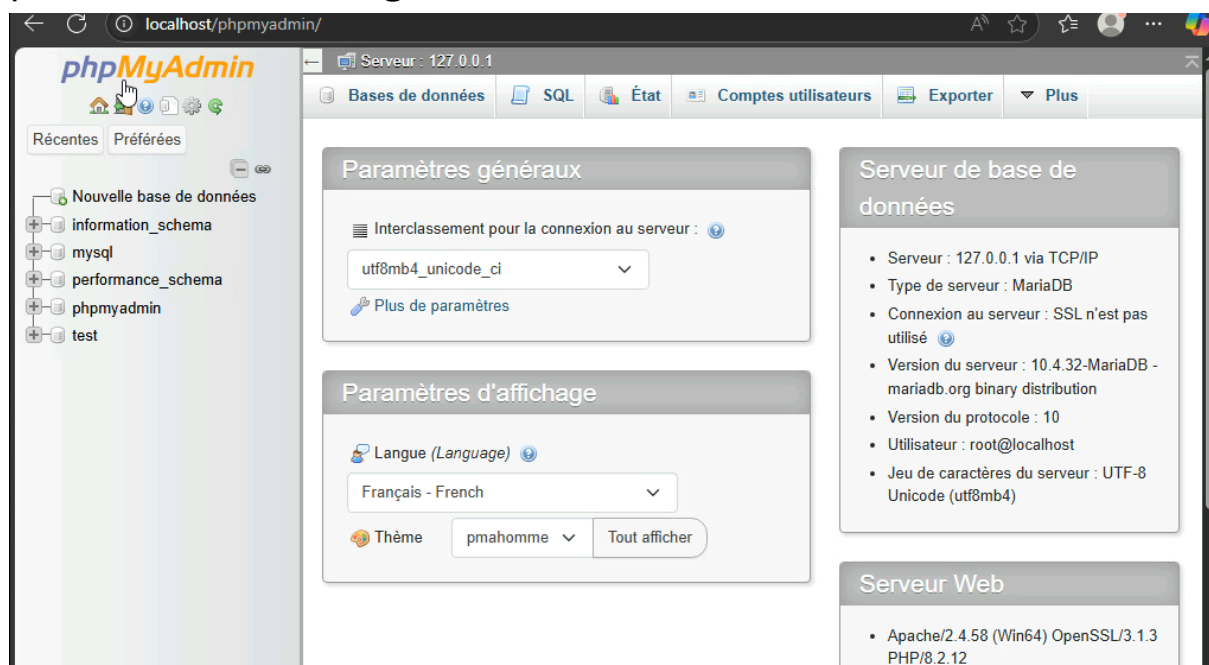 localhost/phpmyadmin/
phpMyAdmin
Récentes Préférées
Nouvelle base de données
information_schema
mysql
performance_schema
phpmyadmin
test
Serveur : 127.0.0.1
Bases de données SQL État Comptes utilisateurs Exporter Plus
Paramètres généraux
Interclassement pour la connexion au serveur :
utf8mb4_unicode_ci
Plus de paramètres
Paramètres d'affichage
Langue (Language)
Français - French
Thème pmahomme Tout afficher
Serveur de base de
données
• Serveur : 127.0.0.1 via TCP/IP
• Type de serveur : MariaDB
• Connexion au serveur : SSL n'est pas
utilisé
• Version du serveur : 10.4.32-MariaDB -
mariadb.org binary distribution
• Version du protocole : 10
• Utilisateur : root@localhost
• Jeu de caractères du serveur : UTF-8
Unicode (utf8mb4)
Serveur Web
• Apache/2.4.58 (Win64) OpenSSL/3.1.3
PHP/8.2.12